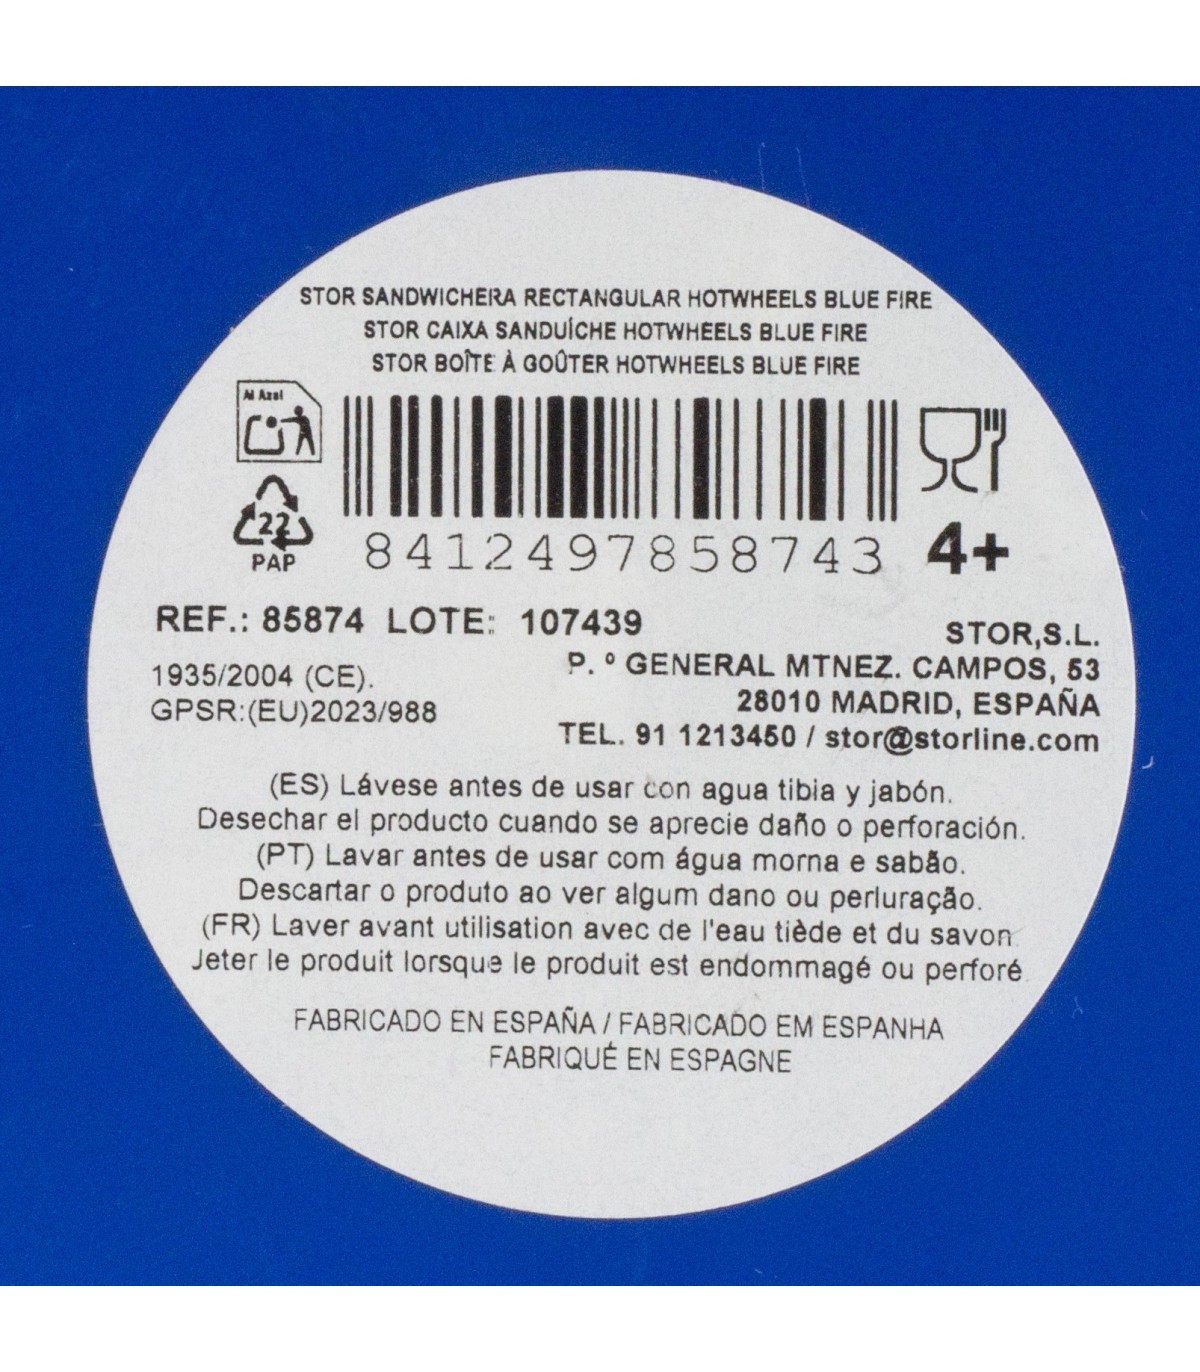 STOR SANDWICHERA RECTANGULAR HOTWHEELS BLUE FIRE
STOR CAIXA SANDUÍCHE HOTWHEELS BLUE FIRE
STOR BOÎTE À GOÛTER HOTWHEELS BLUE FIRE
Al Azul
22
PAP
8412497858743
4+
REF.: 85874 LOTE: 107439
1935/2004 (CE).
GPSR:(EU)2023/988
STOR,S.L.
P. º GENERAL MTNEZ. CAMPOS, 53
28010 MADRID, ESPAÑA
TEL. 91 1213450 / stor@storline.com
(ES) Lávese antes de usar con agua tibia y jabón.
Desechar el producto cuando se aprecie daño o perforación.
(PT) Lavar antes de usar com água morna e sabão.
Descartar o produto ao ver algum dano ou perluração.
(FR) Laver avant utilisation avec de l'eau tiède et du savon
Jeter le produit lorsque le produit est endommagé ou perforé
FABRICADO EN ESPAÑA / FABRICADO EM ESPANHA
FABRIQUÉ EN ESPAGNE